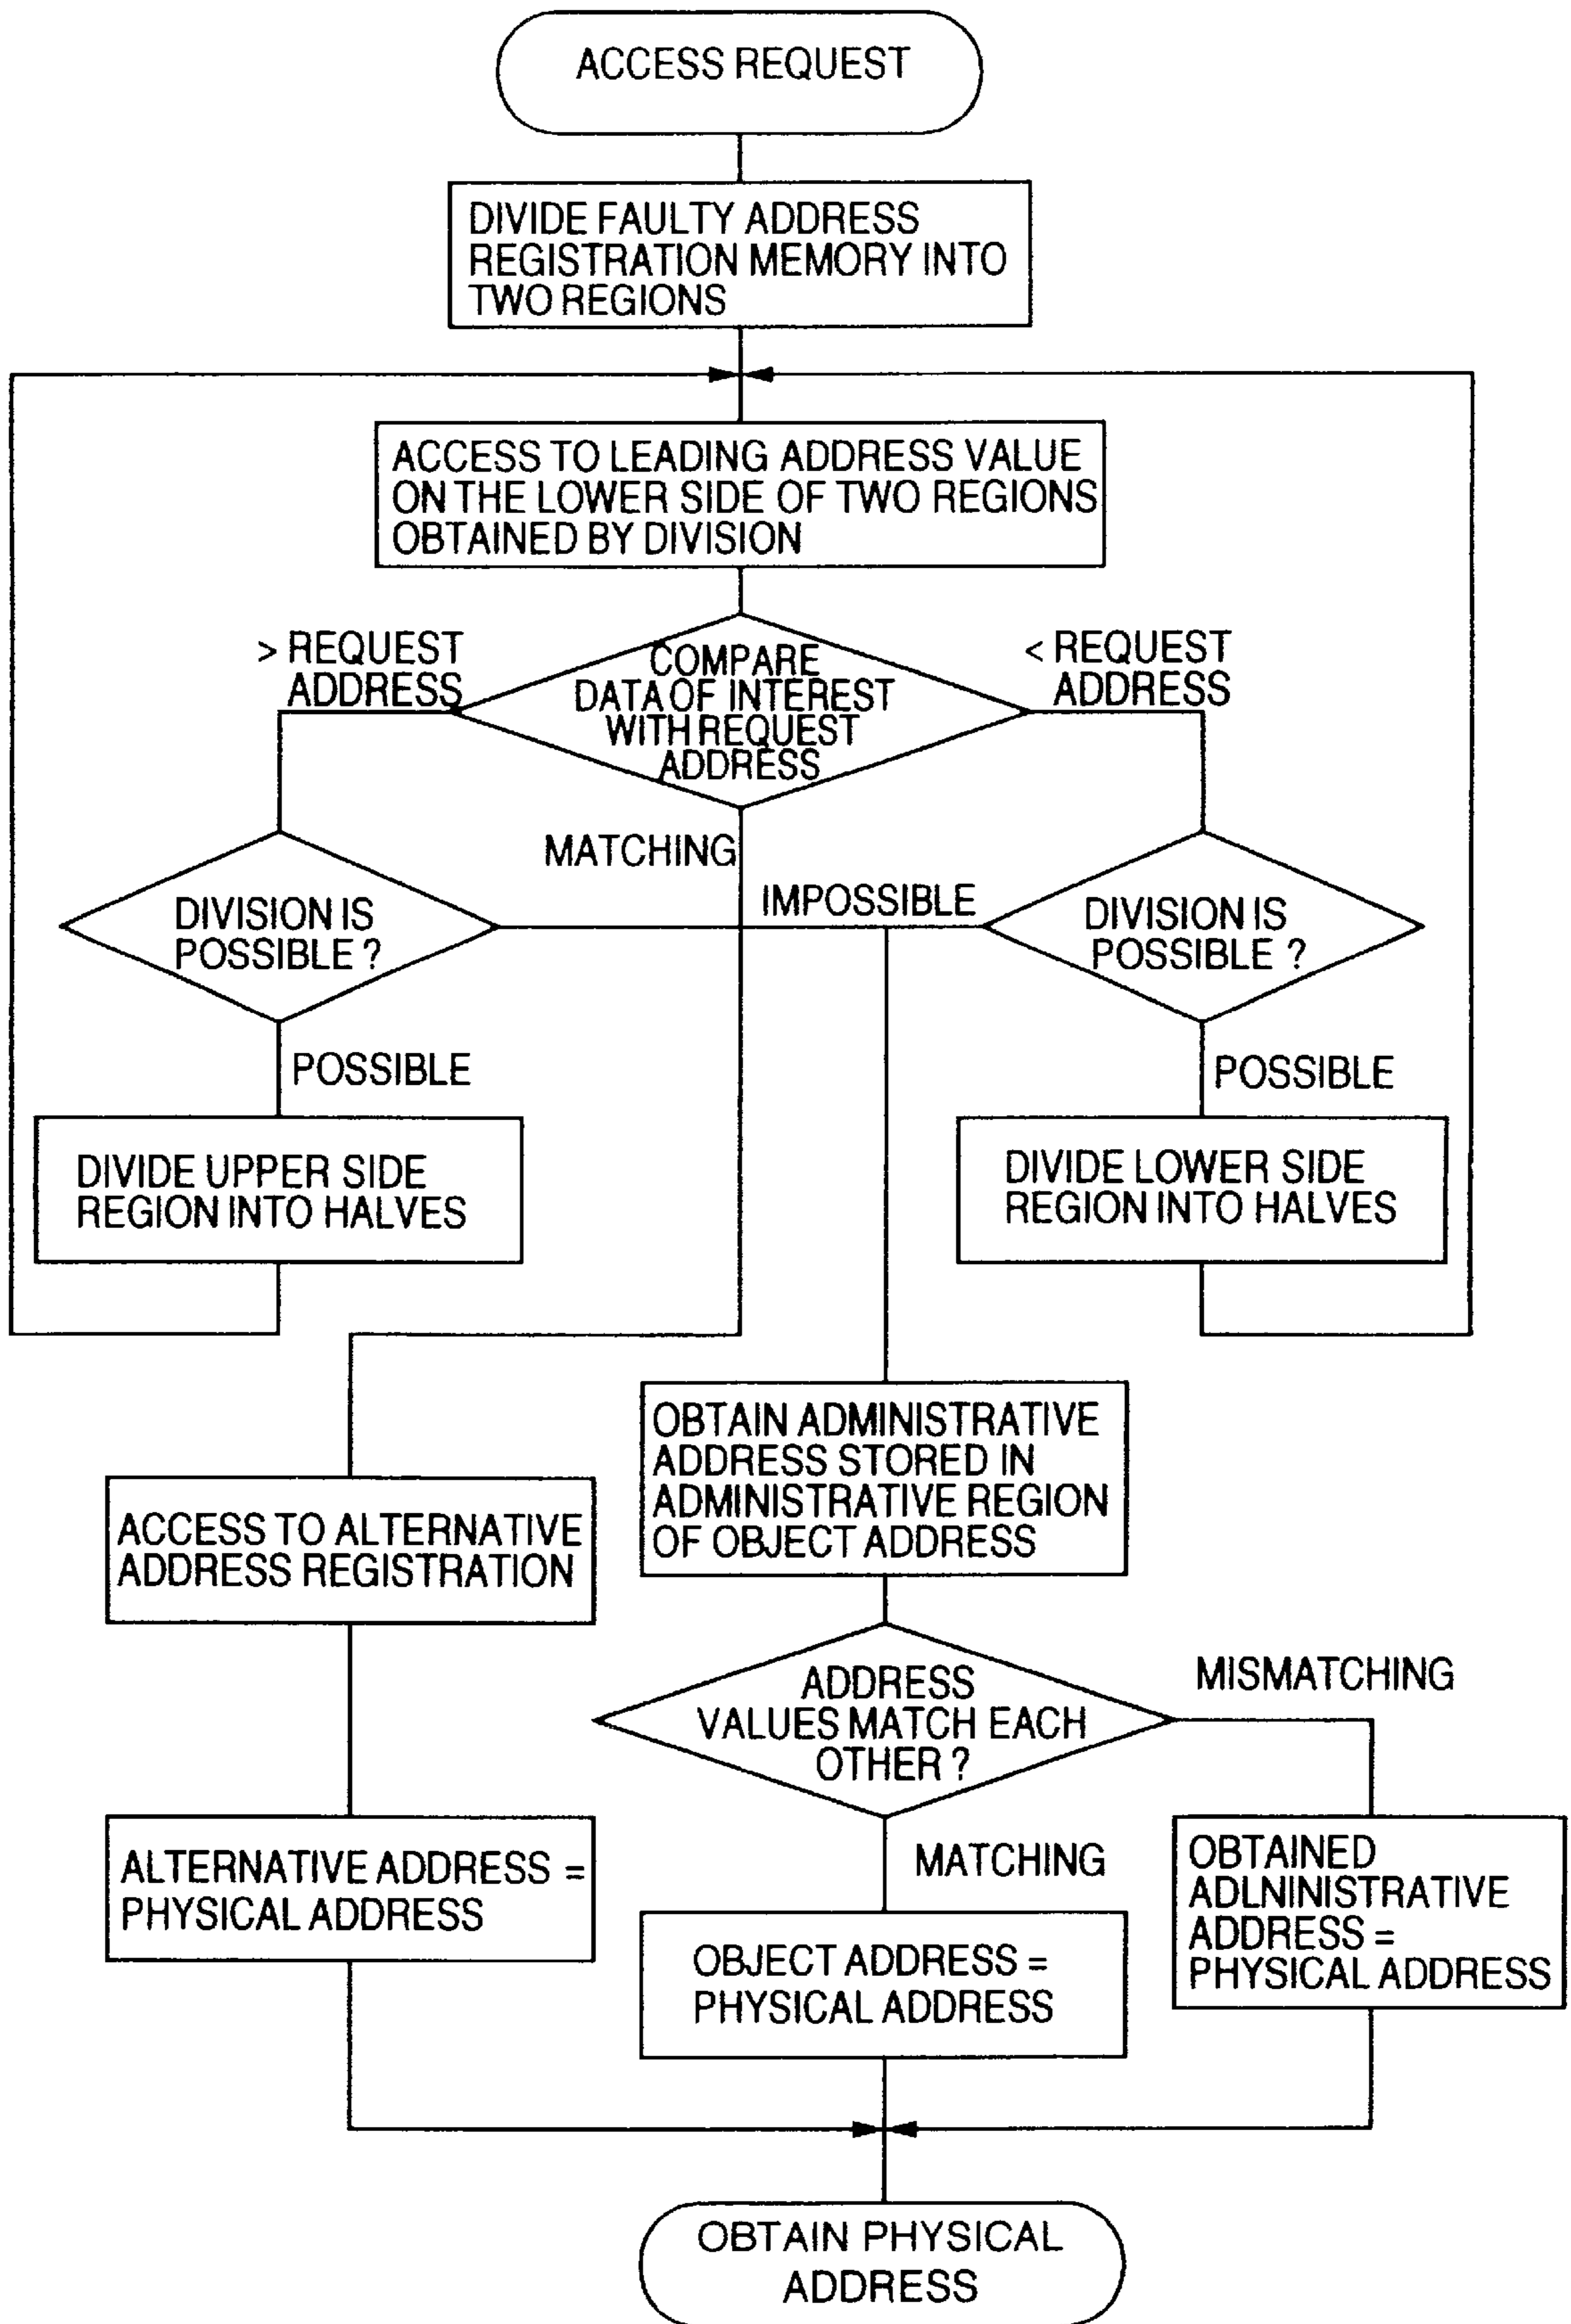 ACCESS REQUEST
DIVIDE FAULTY ADDRESS
REGISTRATION MEMORY INTO
TWO REGIONS
ACCESS TO LEADING ADDRESS VALUE
ON THE LOWER SIDE OF TWO REGIONS
OBTAINED BY DIVISION
> REQUEST
ADDRESS
COMPARE
DATA OF INTEREST
WITH REQUEST
ADDRESS
< REQUEST
ADDRESS
MATCHING
IMPOSSIBLE
DIVISION IS
POSSIBLE ?
DIVISION IS
POSSIBLE ?
POSSIBLE
POSSIBLE
DIVIDE UPPER SIDE
REGION INTO HALVES
DIVIDE LOWER SIDE
REGION INTO HALVES
OBTAIN ADMINISTRATIVE
ADDRESS STORED IN
ADMINISTRATIVE REGION
OF OBJECT ADDRESS
ACCESS TO ALTERNATIVE
ADDRESS REGISTRATION
ADDRESS
VALUES MATCH EACH
OTHER ?
MISMATCHING
MATCHING
ALTERNATIVE ADDRESS =
PHYSICAL ADDRESS
OBTAINED
ADLNINISTRATIVE
ADDRESS =
PHYSICAL ADDRESS
OBJECT ADDRESS =
PHYSICAL ADDRESS
OBTAIN PHYSICAL
ADDRESS